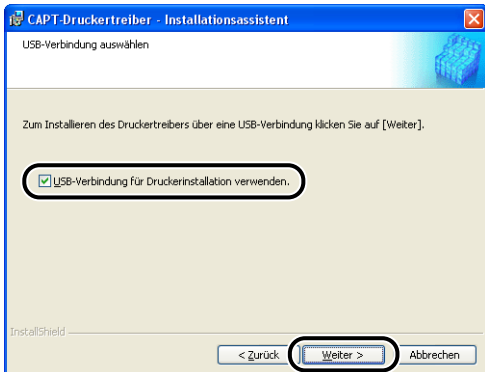 CAPT-Druckertreiber - Installationsassistent
USB-Verbindung auswählen
Zum Installieren des Druckertreibers über eine USB-Verbindung klicken Sie auf [Weiter].
USB-Verbindung für Druckerinstallation verwenden.
InstallShield
< Zurück Weiter > Abbrechen